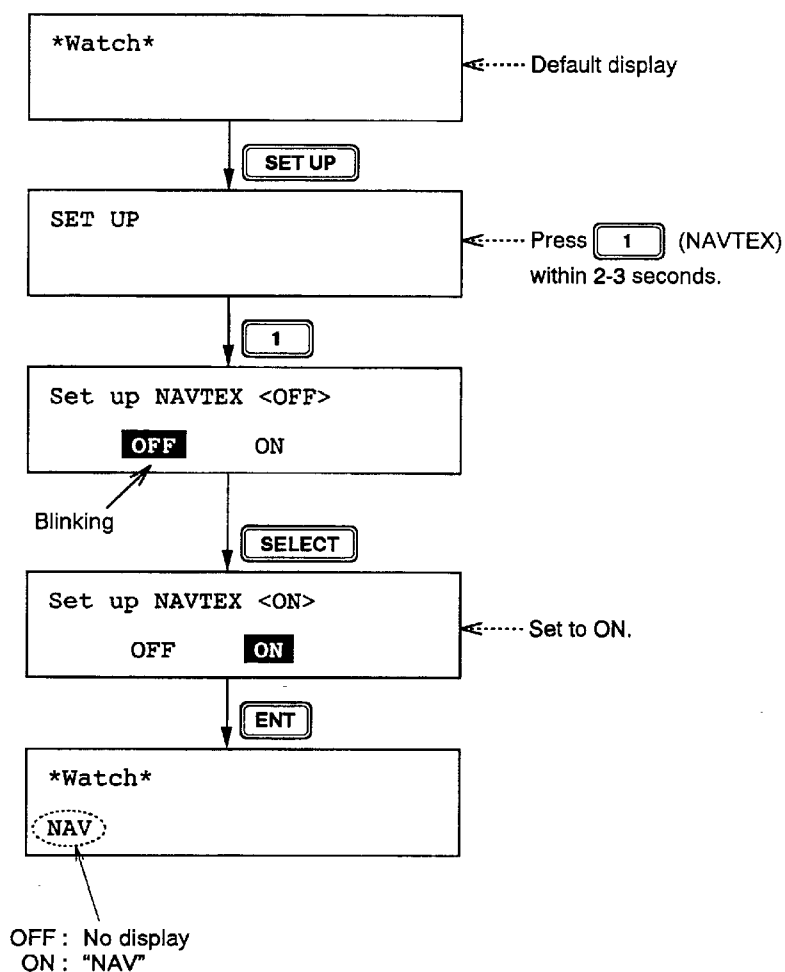 *Watch*
Default display
SET UP
SET UP
Press 1 (NAVTEX)
within 2-3 seconds.
1
Set up NAVTEX <OFF>
OFF ON
Blinking
SELECT
Set up NAVTEX <ON>
OFF ON
Set to ON.
ENT
*Watch*
NAV
OFF : No display
ON : "NAV"